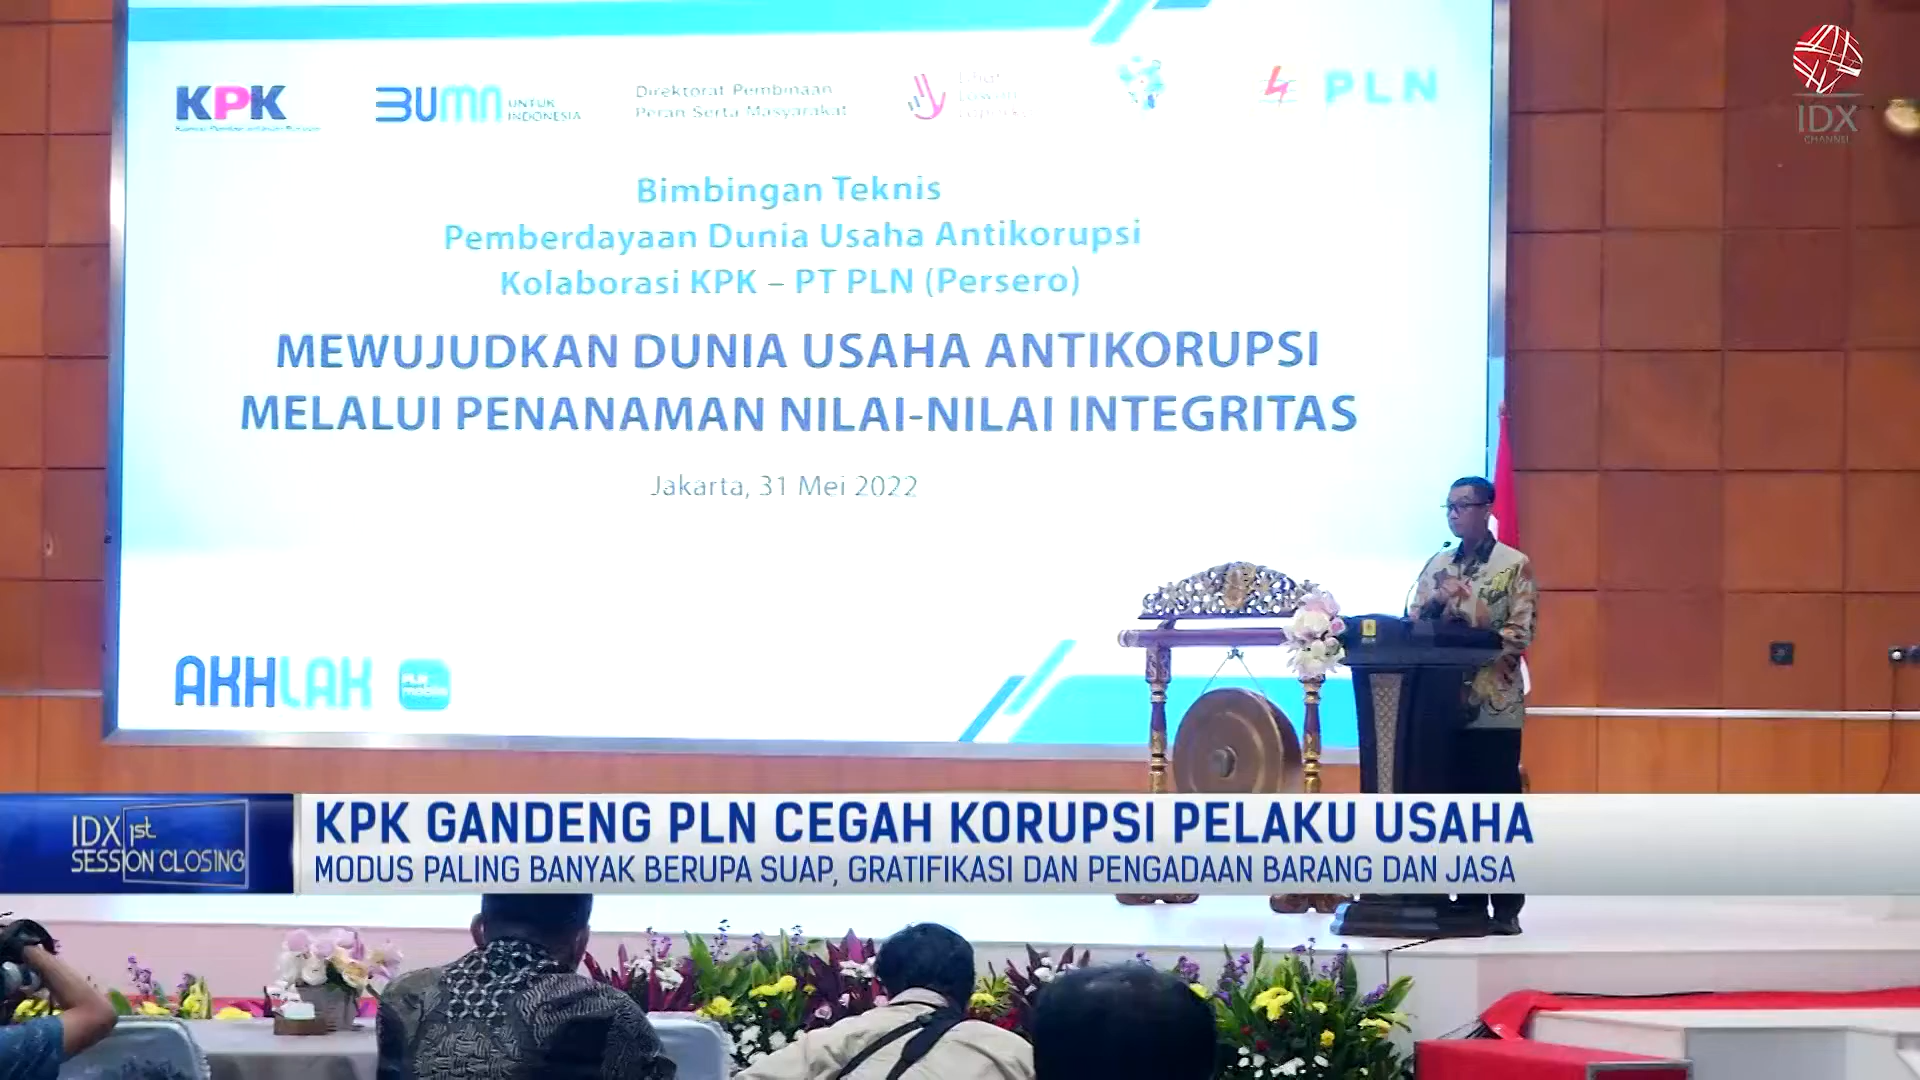 KPK
BUMN UNTUK INDONESIA
Direktorat Pembinaan
Peran Serta Masyarakat
PLN
IDX
CHANNEL
Bimbingan Teknis
Pemberdayaan Dunia Usaha Antikorupsi
Kolaborasi KPK – PT PLN (Persero)
MEWUJUDKAN DUNIA USAHA ANTIKORUPSI
MELALUI PENANAMAN NILAI-NILAI INTEGRITAS
Jakarta, 31 Mei 2022
AKHLAK
PLN
mobile
IDX 1st
SESSION CLOSING
KPK GANDENG PLN CEGAH KORUPSI PELAKU USAHA
MODUS PALING BANYAK BERUPA SUAP, GRATIFIKASI DAN PENGADAAN BARANG DAN JASA